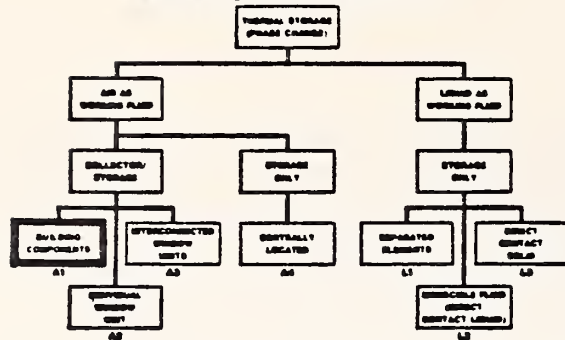 THERMAL STORAGE
(PHASE CHANGE)
AIR AS
WORKING FLUID
LIQUID AS
WORKING FLUID
COLLECTOR/
STORAGE
STORAGE
ONLY
STORAGE
ONLY
BUILDING
COMPONENTS
INTERCONNECTED
WINDOW
UNITS
CENTRALLY
LOCATED
SEPARATED
ELEMENTS
DIRECT
CONTACT
SOLID
A1
A3
A4
L1
L3
INDIVIDUAL
WINDOW
UNIT
IMMISCIBLE FLUID
(DIRECT
CONTACT LIQUID)
A2
L2